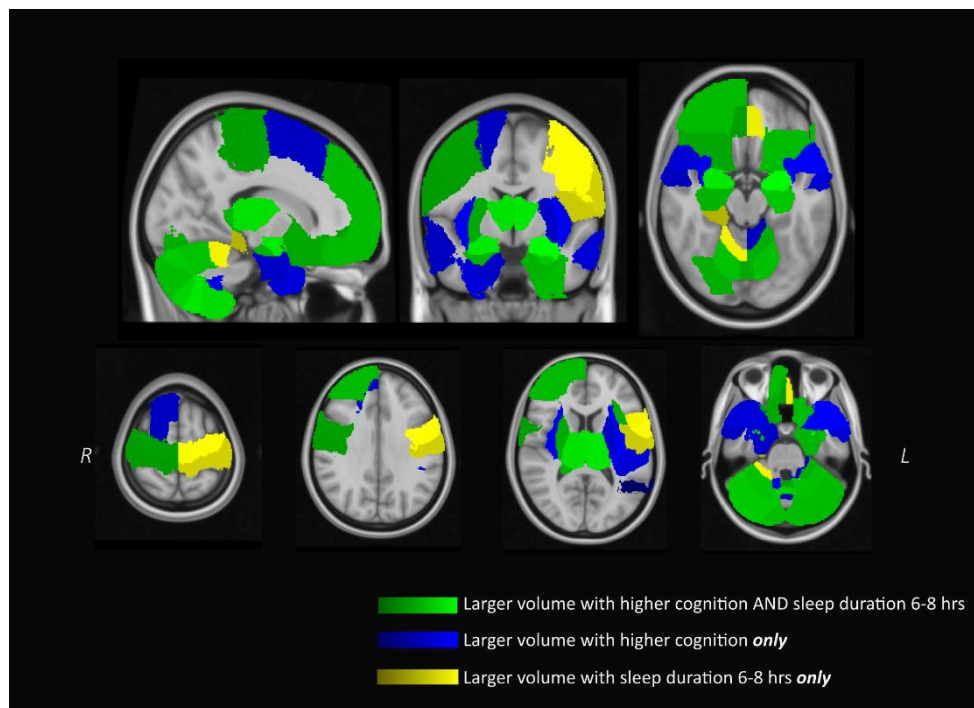 R
L
Larger volume with higher cognition AND sleep duration 6-8 hrs
Larger volume with higher cognition only
Larger volume with sleep duration 6-8 hrs only